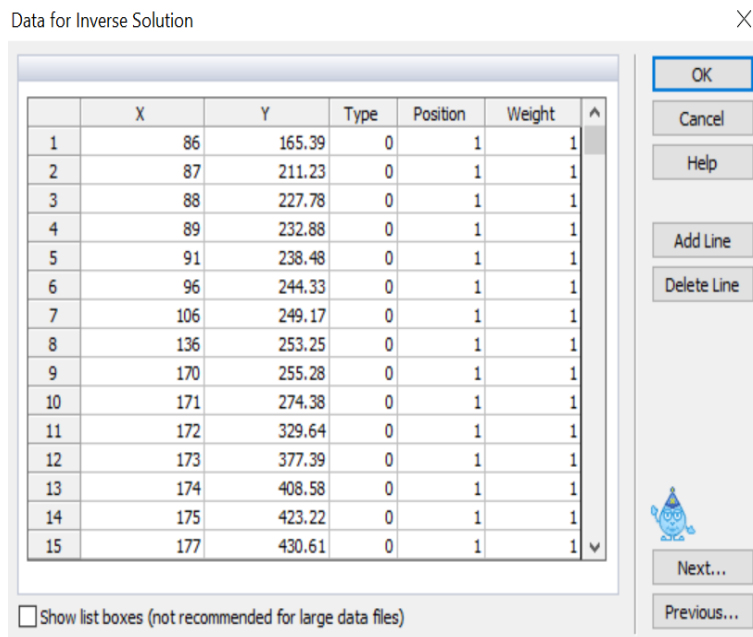 Data for Inverse Solution
X Y Type Position Weight
1 86 165.39 0 1 1
2 87 211.23 0 1 1
3 88 227.78 0 1 1
4 89 232.88 0 1 1
5 91 238.48 0 1 1
6 96 244.33 0 1 1
7 106 249.17 0 1 1
8 136 253.25 0 1 1
9 170 255.28 0 1 1
10 171 274.38 0 1 1
11 172 329.64 0 1 1
12 173 377.39 0 1 1
13 174 408.58 0 1 1
14 175 423.22 0 1 1
15 177 430.61 0 1 1
Show list boxes (not recommended for large data files)
OK
Cancel
Help
Add Line
Delete Line
Next...
Previous...